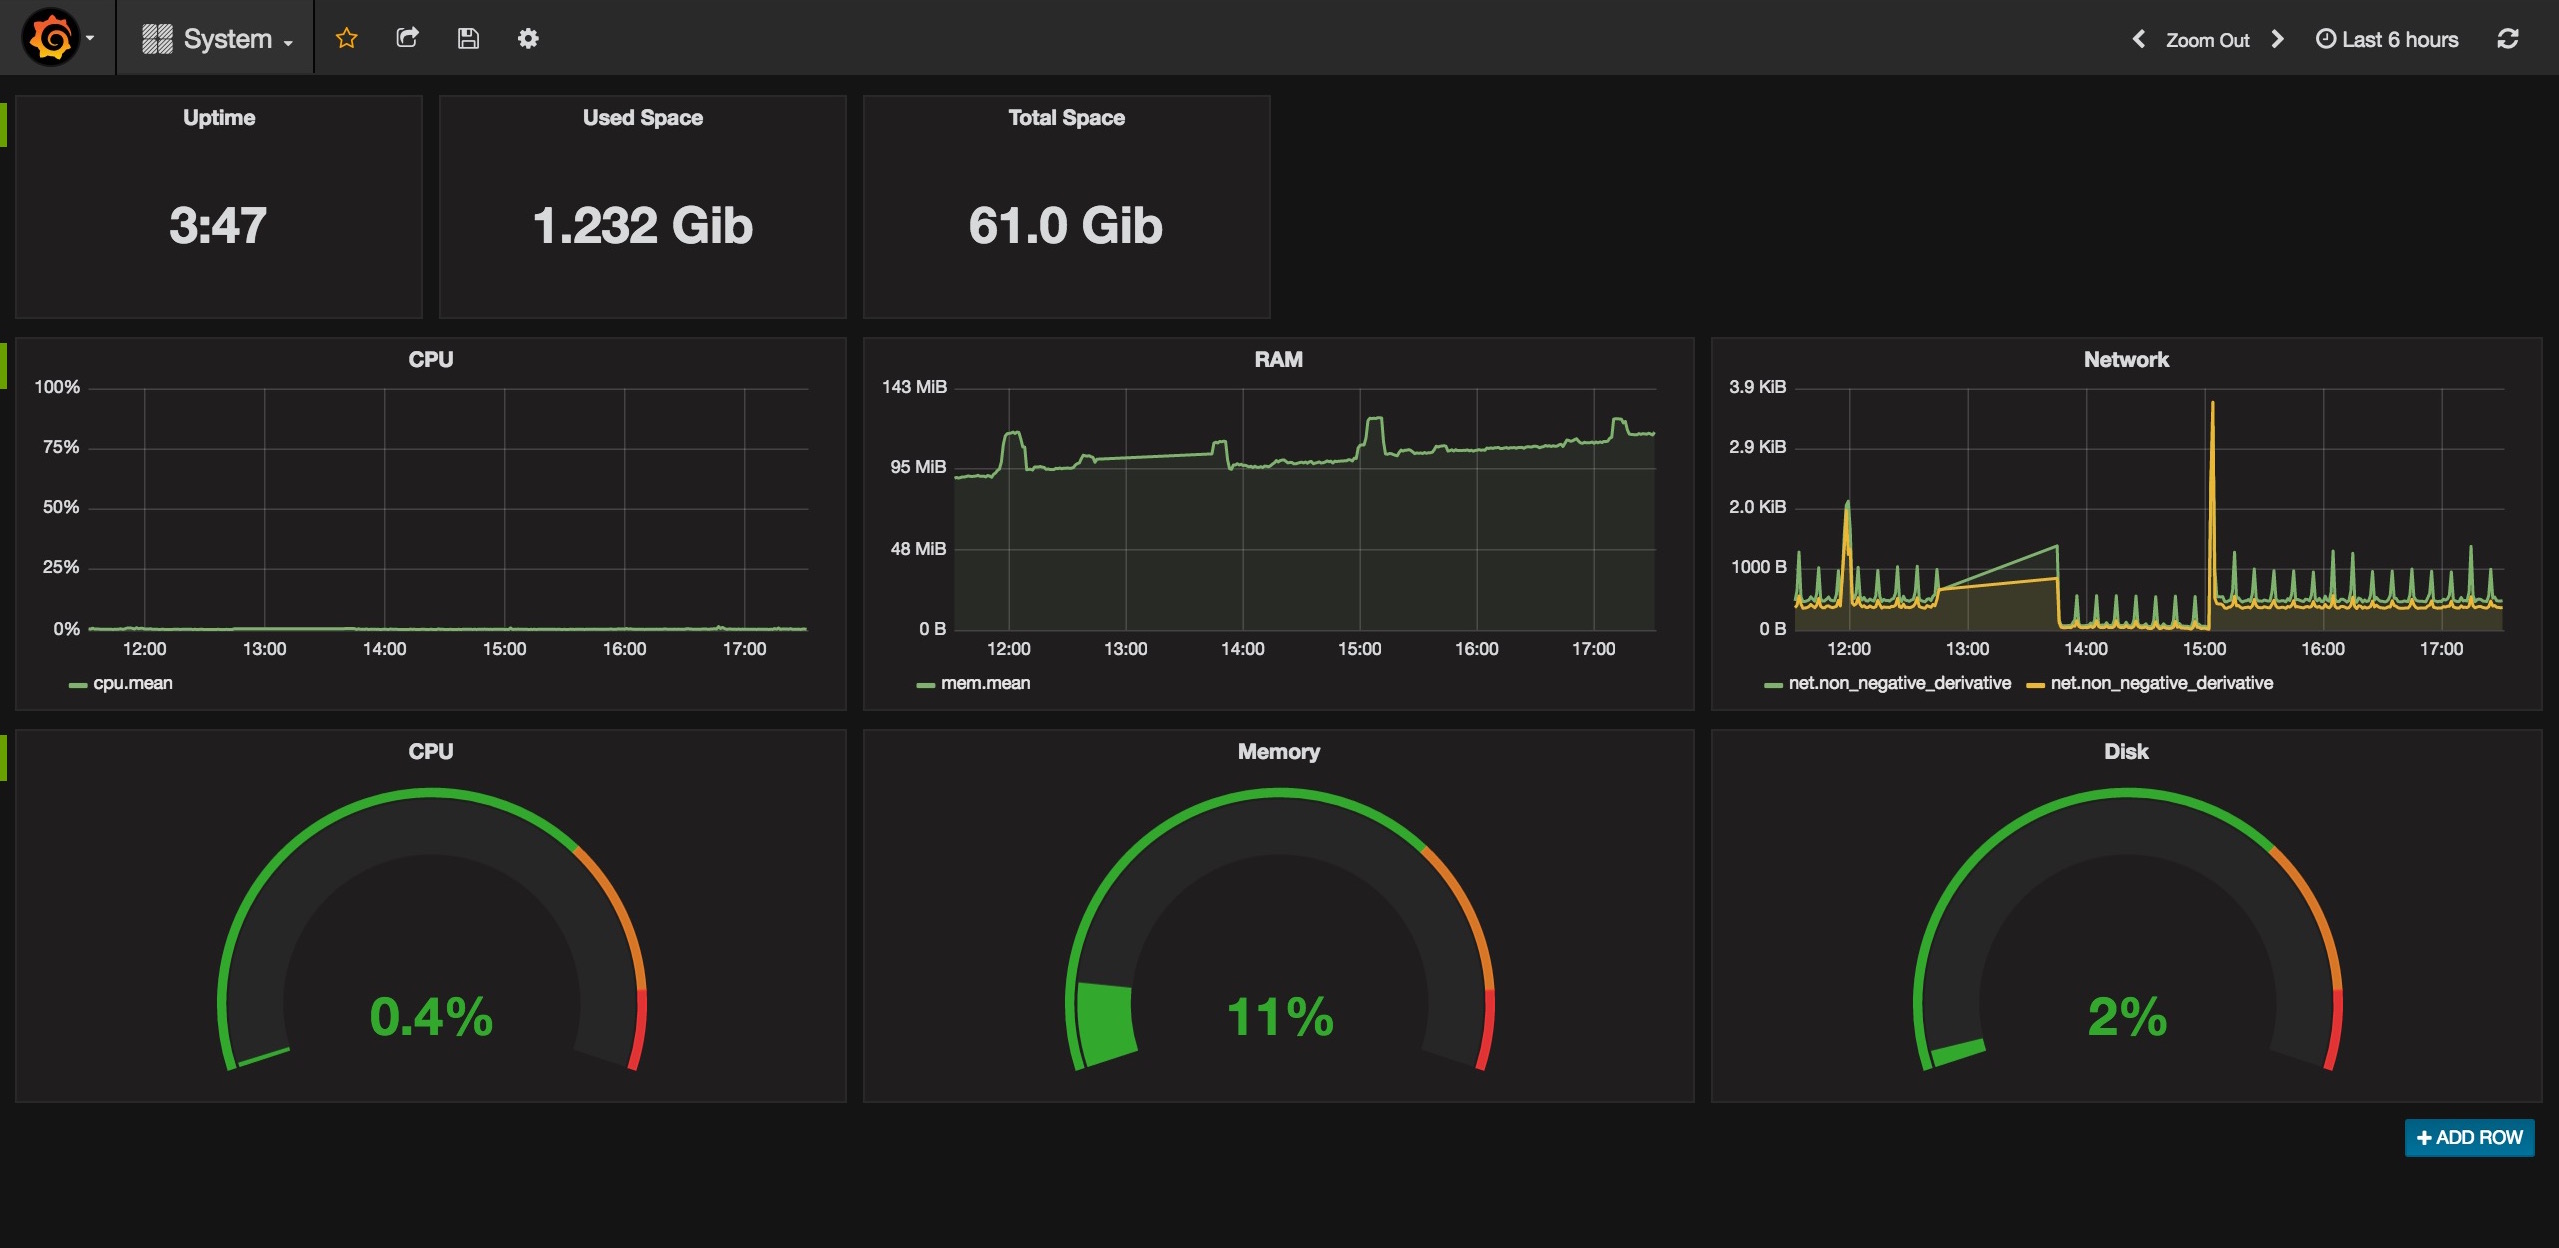 System
Zoom Out
Last 6 hours
Uptime
3:47
Used Space
1.232 Gib
Total Space
61.0 Gib
CPU
100%
75%
50%
25%
0%
12:00 13:00 14:00 15:00 16:00 17:00
cpu.mean
RAM
143 MiB
95 MiB
48 MiB
0 B
12:00 13:00 14:00 15:00 16:00 17:00
mem.mean
Network
3.9 KiB
2.9 KiB
2.0 KiB
1000 B
0 B
12:00 13:00 14:00 15:00 16:00 17:00
net.non_negative_derivative net.non_negative_derivative
CPU
0.4%
Memory
11%
Disk
2%
ADD ROW